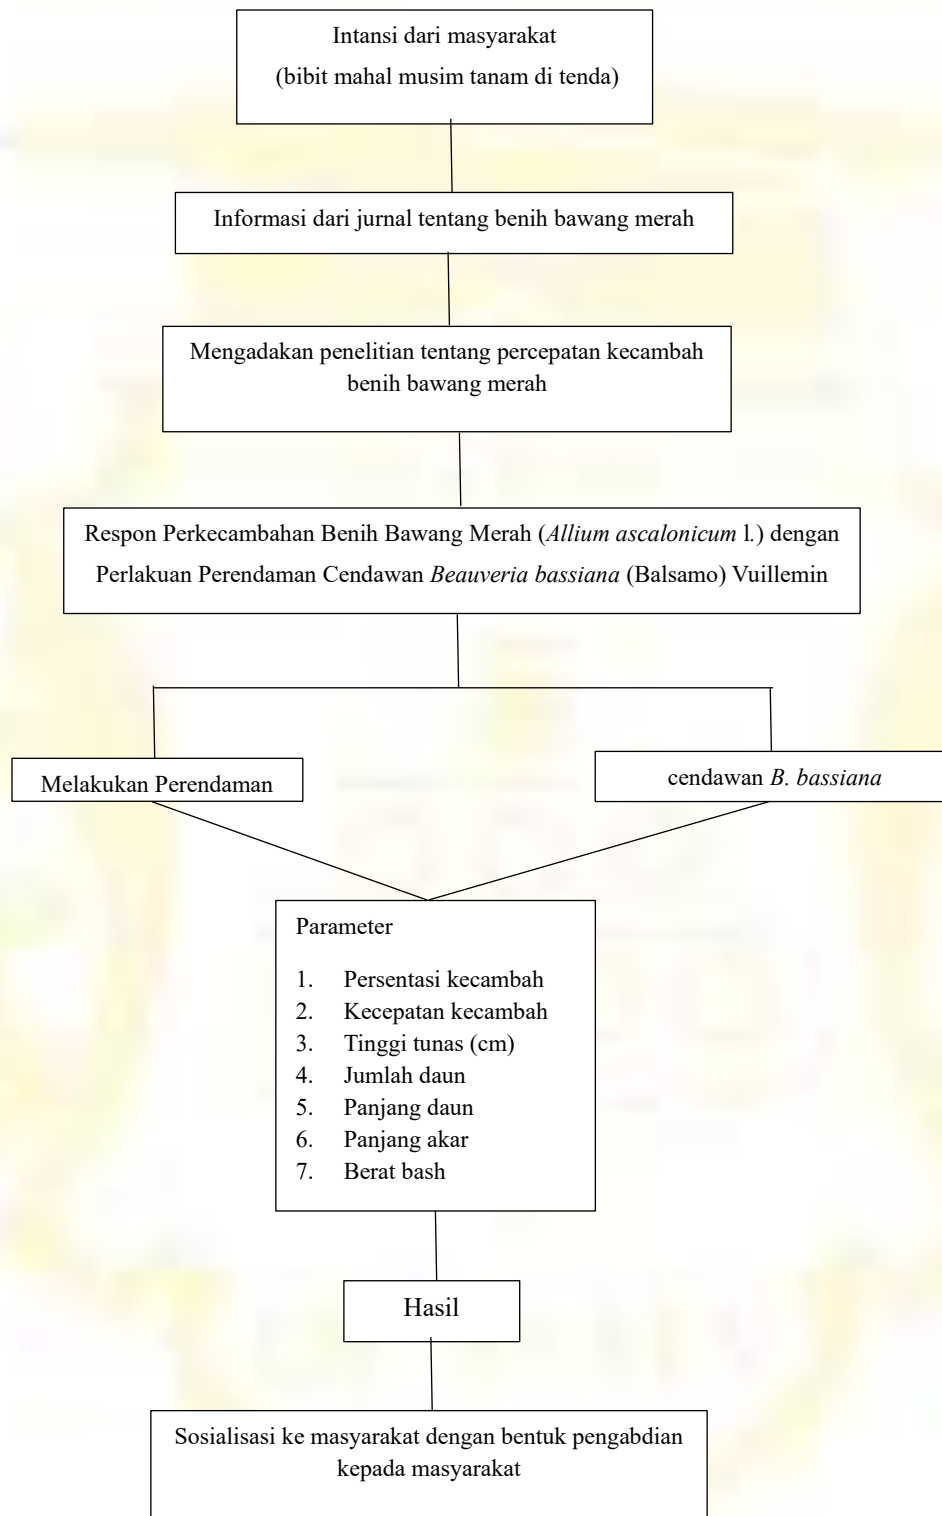 Intansi dari masyarakat
(bibit mahal musim tanam di tenda)
Informasi dari jurnal tentang benih bawang merah
Mengadakan penelitian tentang percepatan kecambah
benih bawang merah
Respon Perkecambahan Benih Bawang Merah (Allium ascalonicum l.) dengan
Perlakuan Perendaman Cendawan Beauveria bassiana (Balsamo) Vuillemin
Melakukan Perendaman
cendawan B. bassiana
Parameter
1. Persentasi kecambah
2. Kecepatan kecambah
3. Tinggi tunas (cm)
4. Jumlah daun
5. Panjang daun
6. Panjang akar
7. Berat bash
Hasil
Sosialisasi ke masyarakat dengan bentuk pengabdian
kepada masyarakat